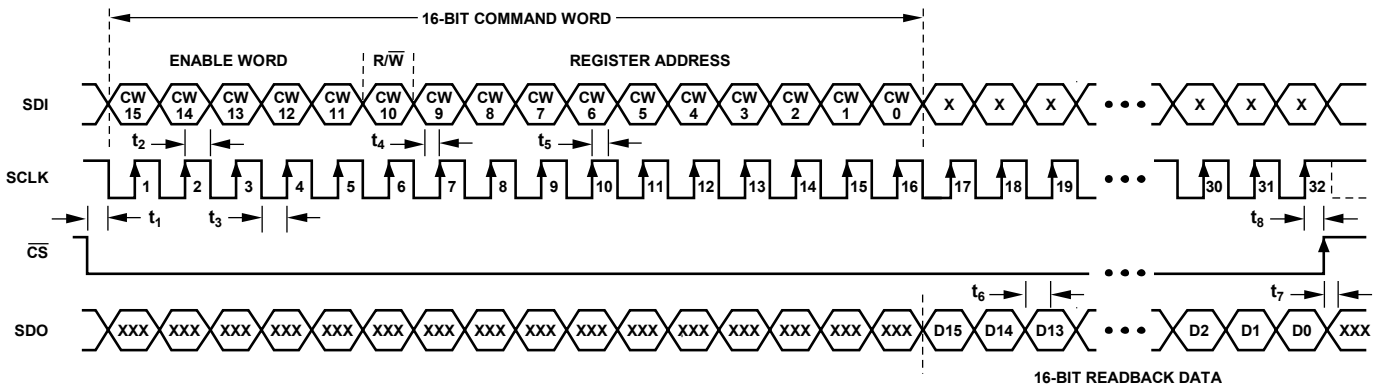 16-BIT COMMAND WORD
ENABLE WORD R/W̅ REGISTER ADDRESS
SDI CW 15 CW 14 CW 13 CW 12 CW 11 CW 10 CW 9 CW 8 CW 7 CW 6 CW 5 CW 4 CW 3 CW 2 CW 1 CW 0 X X X ••• X X X
t2 t4 t5
SCLK 1 2 3 4 5 6 7 8 9 10 11 12 13 14 15 16 17 18 19 ••• 30 31 32
t1 t3 t8
C̅S̅ •••
t6 t7
SDO XXX XXX XXX XXX XXX XXX XXX XXX XXX XXX XXX XXX XXX XXX XXX XXX D15 D14 D13 ••• D2 D1 D0 XXX
16-BIT READBACK DATA